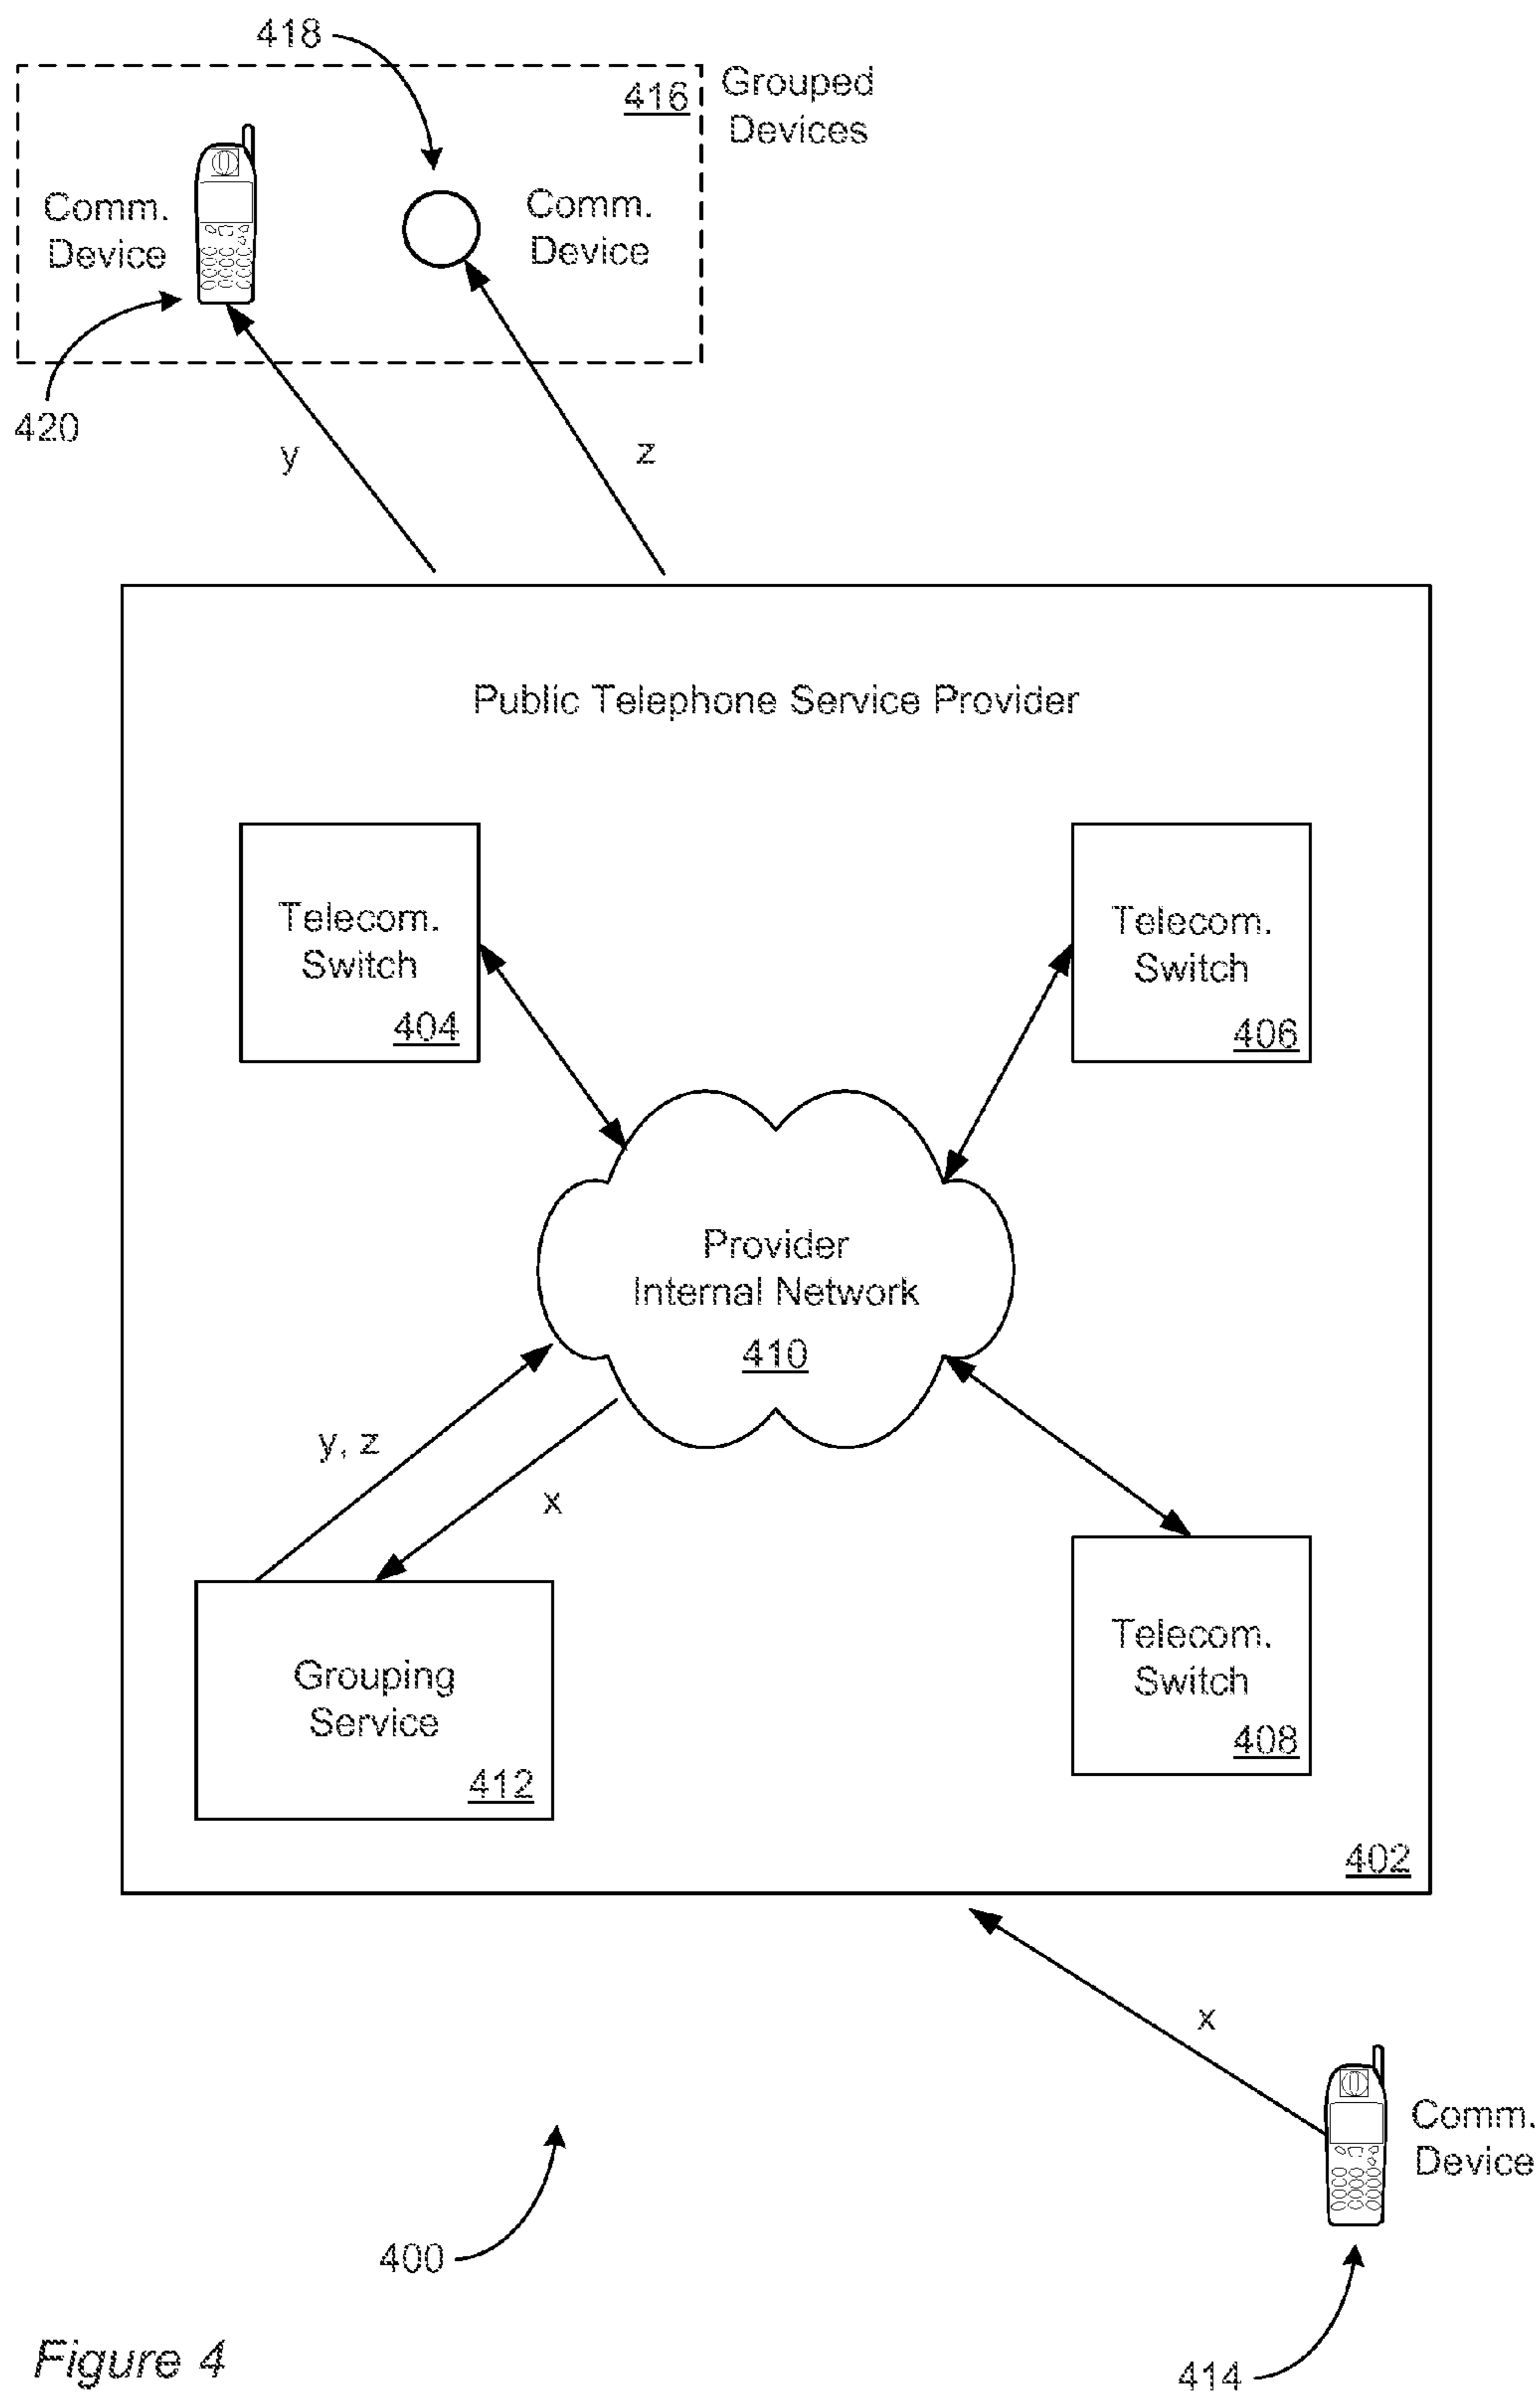 418
416
Grouped
Devices
Comm.
Device
Comm.
Device
420
y
z
Public Telephone Service Provider
Telecom.
Switch
404
Telecom.
Switch
406
Provider
Internal Network
410
y, z
x
Grouping
Service
412
Telecom.
Switch
408
402
x
Comm.
Device
400
414
Figure 4